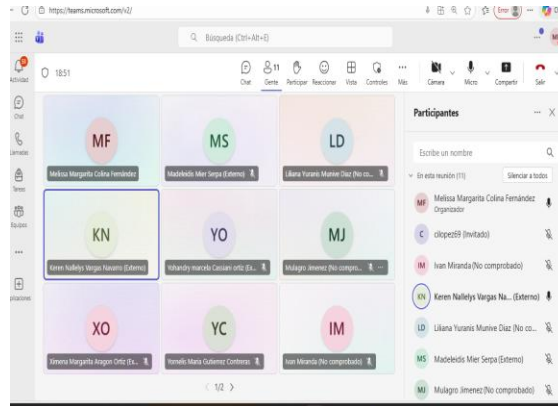 https://teams.microsoft.com/v2/
Error
Búsqueda (Ctrl+Alt+E)
Actividad
Chat
Llamadas
Tareas
Equipos
18:51
Chat
11
Gente
Participar
Reaccionar
Vista
Controles
Más
Cámara
Micro
Compartir
Salir
MF
Melissa Margarita Colina Fernández
MS
Madeleidis Mier Serpa (Externo)
LD
Liliana Yuranis Munive Diaz (No co...
KN
Keren Nallelys Vargas Navarro (Externo)
YO
Yohandry marcela Cassiani ortiz (Ex...
MJ
Mulagro Jimenez (No compro...
XO
Ximena Margarita Aragon Ortiz (Ex...
YC
Yornelis Maria Gutierrez Contreras
IM
Ivan Miranda (No comprobado)
1/2
Participantes
Escribe un nombre
En esta reunión (11)
Silenciar a todos
MF
Melissa Margarita Colina Fernández
Organizador
C
cilopez69 (Invitado)
IM
Ivan Miranda (No comprobado)
KN
Keren Nallelys Vargas Na... (Externo)
LD
Liliana Yuranis Munive Diaz (No co...
MS
Madeleidis Mier Serpa (Externo)
MJ
Mulagro Jimenez (No comprobado)